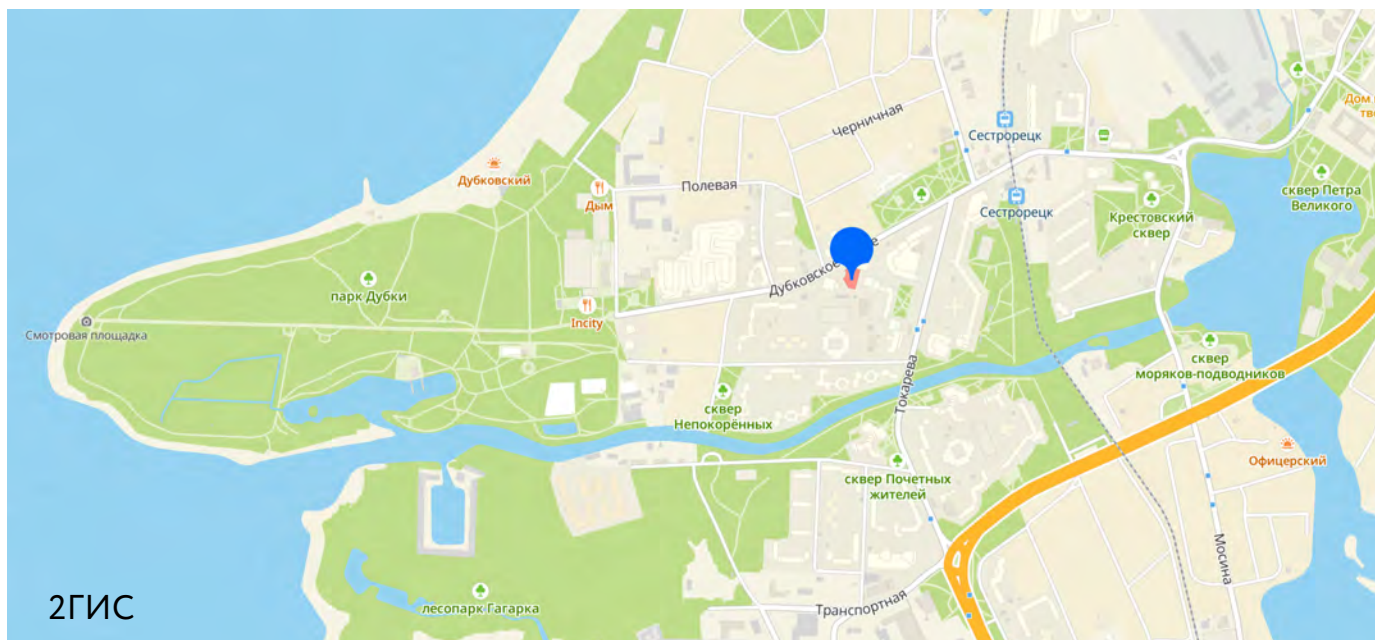 Черничная
Сестрорецк
Дом
тво
Дубковский
Полевая
Дым
Сестрорецк
сквер Петра
Великого
Крестовский
сквер
Дубковское
парк Дубки
Incity
Смотровая площадка
Токарева
сквер
моряков-подводников
сквер
Непокорённых
Офицерский
сквер Почетных
жителей
Мосина
лесопарк Гагарка
Транспортная
2ГИС